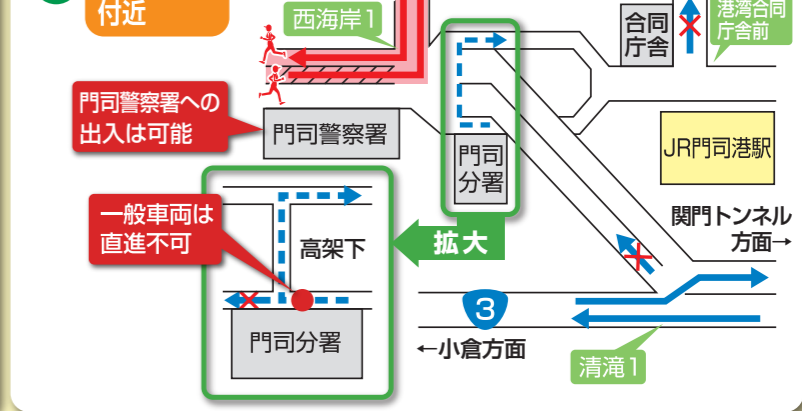 付近
西海岸1
合同
庁舎
港湾合同
庁舎前
門司警察署への
出入は可能
門司警察署
門司
分署
JR門司港駅
一般車両は
直進不可
高架下
拡大
関門トンネル
方面→
3
門司分署
←小倉方面
清滝1